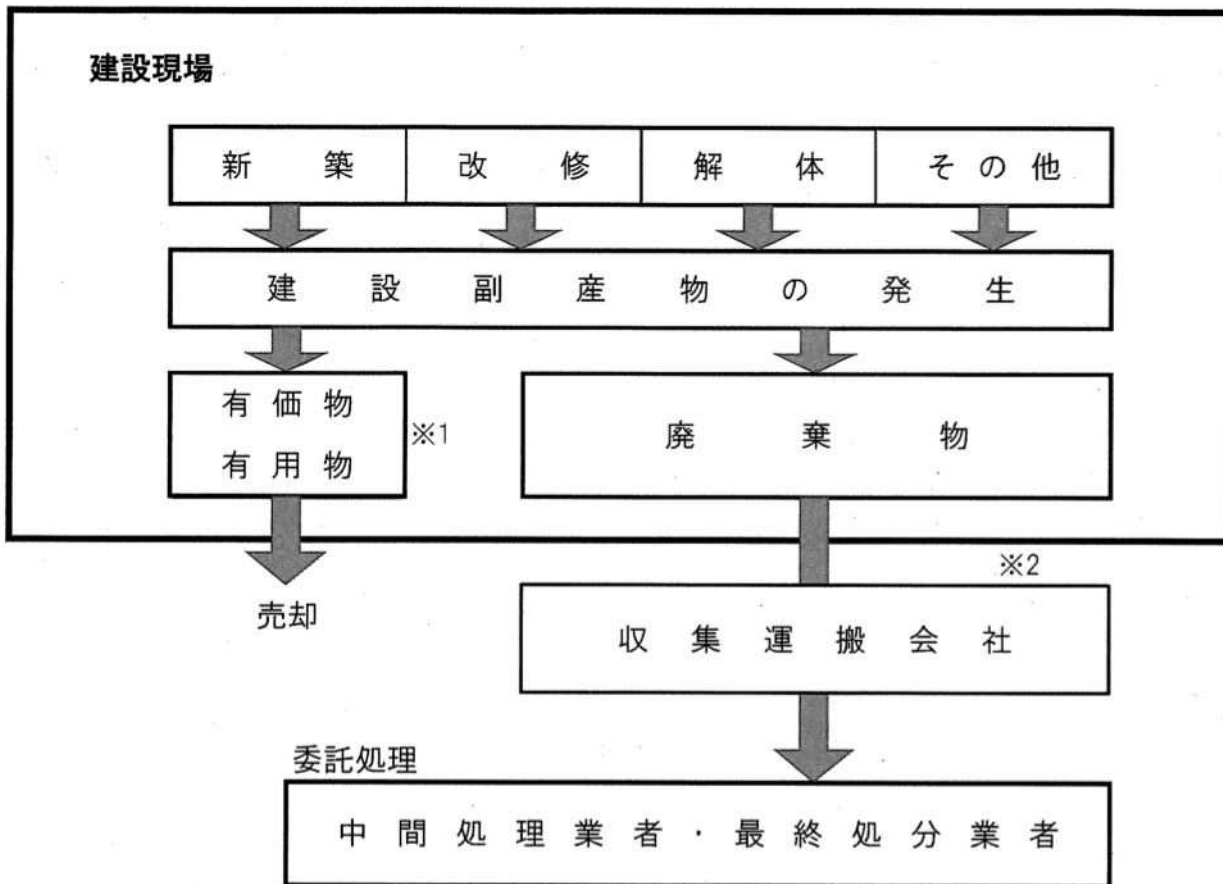 建設現場
新築 改修 解体 その他
建設副産物の発生
有価物
有用物
※1
廃棄物
※2
売却
収集運搬会社
委託処理
中間処理業者・最終処分業者